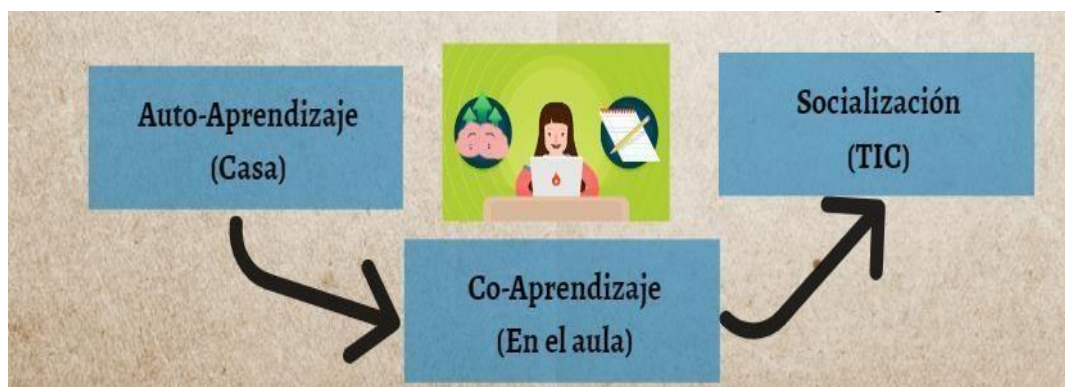 Auto-Aprendizaje
(Casa)
Co-Aprendizaje
(En el aula)
Socialización
(TIC)